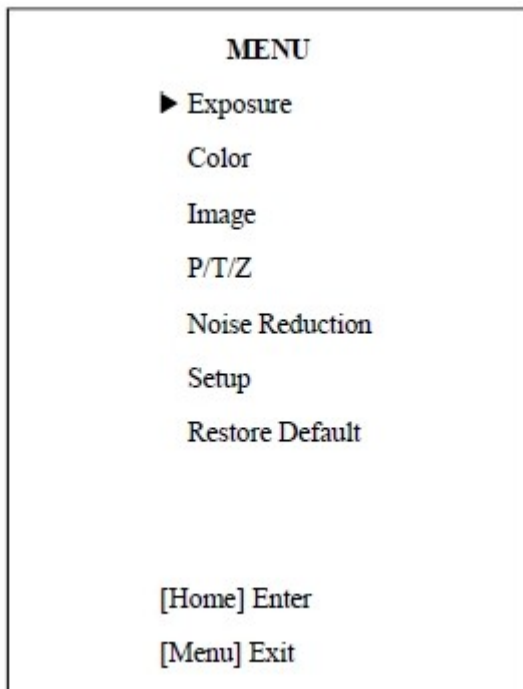 MENU
▶ Exposure
Color
Image
P/T/Z
Noise Reduction
Setup
Restore Default
[Home] Enter
[Menu] Exit